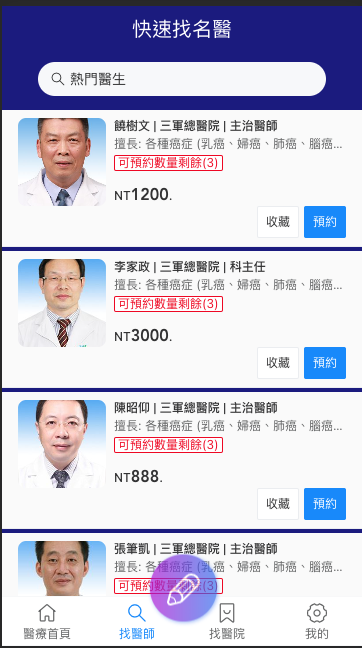 快速找名醫
熱門醫生
饒樹文 | 三軍總醫院 | 主治醫師
擅長: 各種癌症 (乳癌、婦癌、肺癌、腦癌...
可預約數量剩餘(3)
NT1200.
收藏 預約
李家政 | 三軍總醫院 | 科主任
擅長: 各種癌症 (乳癌、婦癌、肺癌、腦癌...
可預約數量剩餘(3)
NT3000.
收藏 預約
陳昭仰 | 三軍總醫院 | 主治醫師
擅長: 各種癌症 (乳癌、婦癌、肺癌、腦癌...
可預約數量剩餘(3)
NT888.
收藏 預約
張筆凱 | 三軍總醫院 | 主治醫師
擅長: 各種癌症 (乳癌、婦癌、肺癌、腦癌...
可預約數量剩餘(3)
醫療首頁 找醫師 找醫院 我的